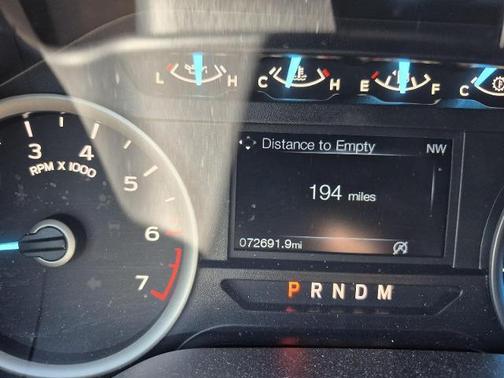 L H C H E F C
Distance to Empty NW
3 4 5 6 7
RPM X 1000
194 miles
072691.9mi
P R N D M